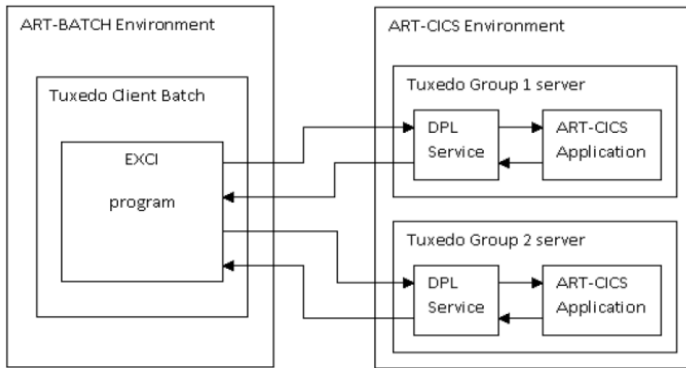 ART-BATCH Environment
Tuxedo Client Batch
EXCI
program
ART-CICS Environment
Tuxedo Group 1 server
DPL
Service
ART-CICS
Application
Tuxedo Group 2 server
DPL
Service
ART-CICS
Application